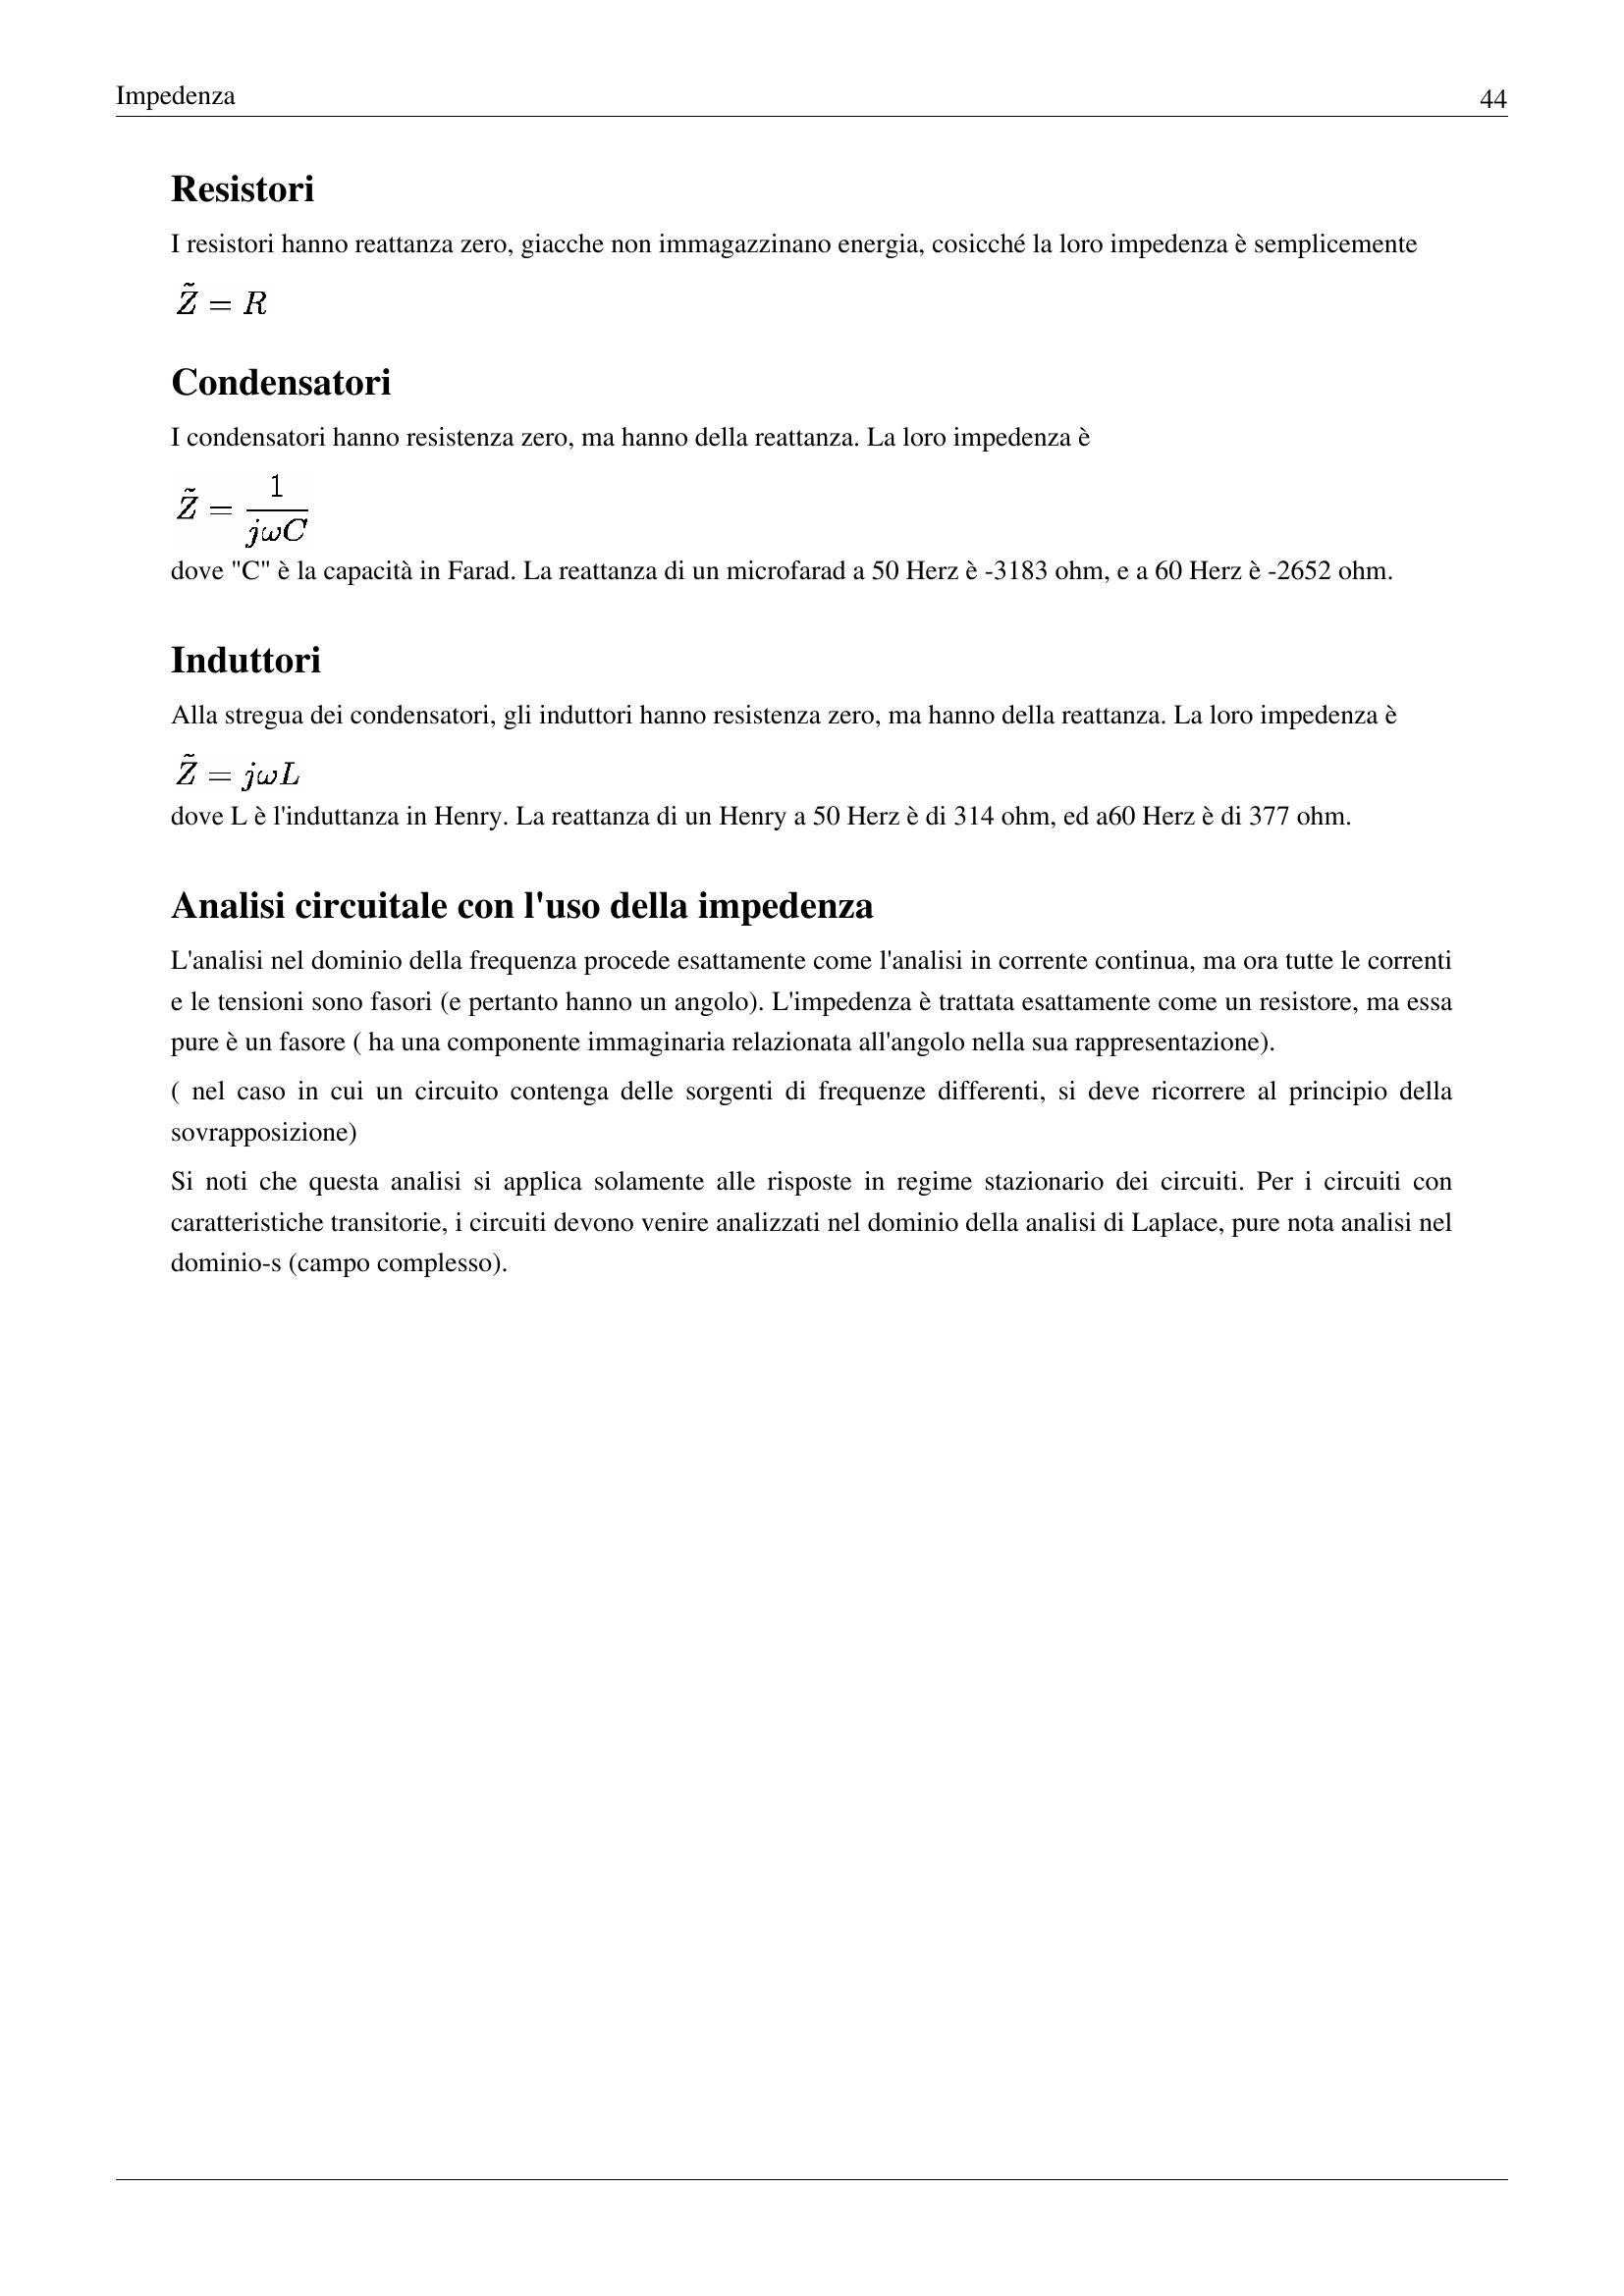 Impedenza 44
Resistori
I resistori hanno reattanza zero, giacche non immagazzinano energia, cosicché la loro impedenza è semplicemente
Z̃ = R
Condensatori
I condensatori hanno resistenza zero, ma hanno della reattanza. La loro impedenza è
Z̃ = 1 / jωC
dove "C" è la capacità in Farad. La reattanza di un microfarad a 50 Herz è -3183 ohm, e a 60 Herz è -2652 ohm.
Induttori
Alla stregua dei condensatori, gli induttori hanno resistenza zero, ma hanno della reattanza. La loro impedenza è
Z̃ = jωL
dove L è l'induttanza in Henry. La reattanza di un Henry a 50 Herz è di 314 ohm, ed a60 Herz è di 377 ohm.
Analisi circuitale con l'uso della impedenza
L'analisi nel dominio della frequenza procede esattamente come l'analisi in corrente continua, ma ora tutte le correnti
e le tensioni sono fasori (e pertanto hanno un angolo). L'impedenza è trattata esattamente come un resistore, ma essa
pure è un fasore ( ha una componente immaginaria relazionata all'angolo nella sua rappresentazione).
( nel caso in cui un circuito contenga delle sorgenti di frequenze differenti, si deve ricorrere al principio della
sovrapposizione)
Si noti che questa analisi si applica solamente alle risposte in regime stazionario dei circuiti. Per i circuiti con
caratteristiche transitorie, i circuiti devono venire analizzati nel dominio della analisi di Laplace, pure nota analisi nel
dominio-s (campo complesso).